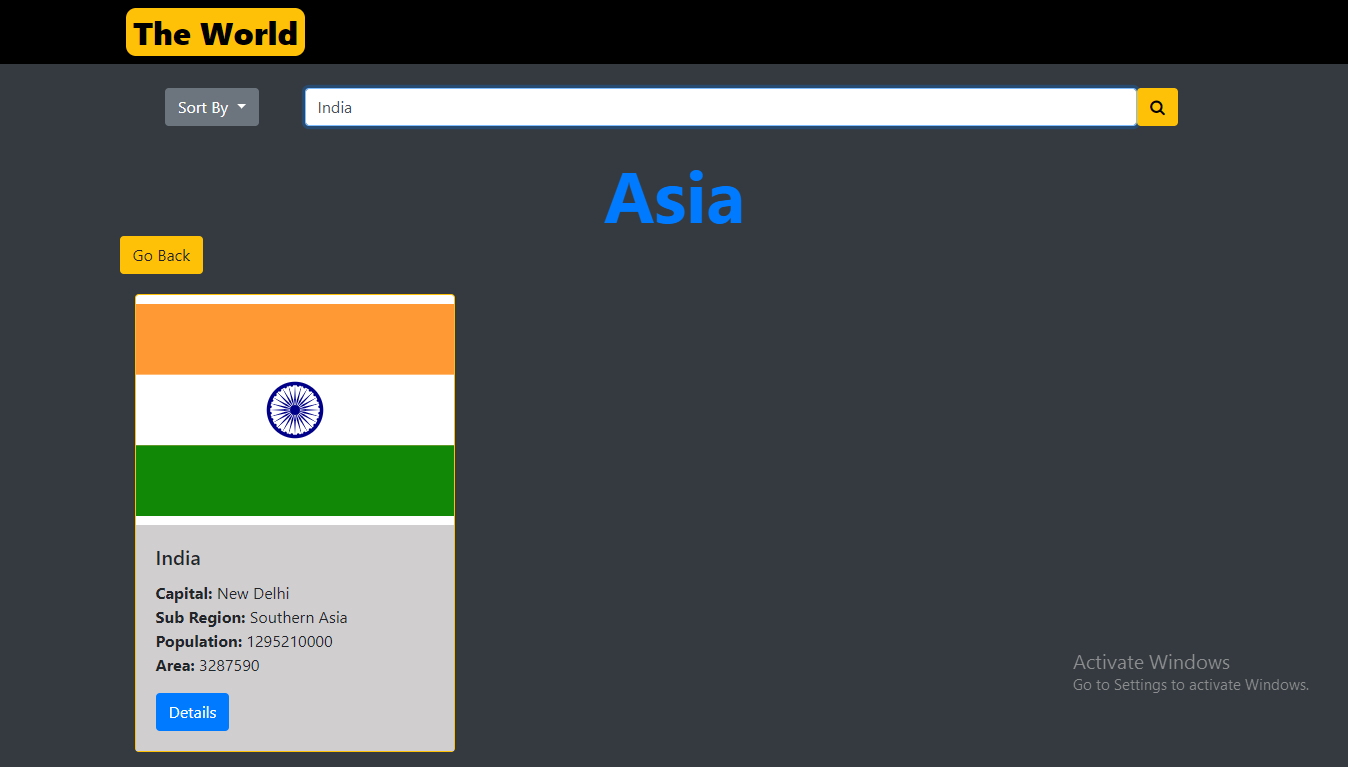 The World
Sort By
India
Asia
Go Back
India
Capital: New Delhi
Sub Region: Southern Asia
Population: 1295210000
Area: 3287590
Details
Activate Windows
Go to Settings to activate Windows.